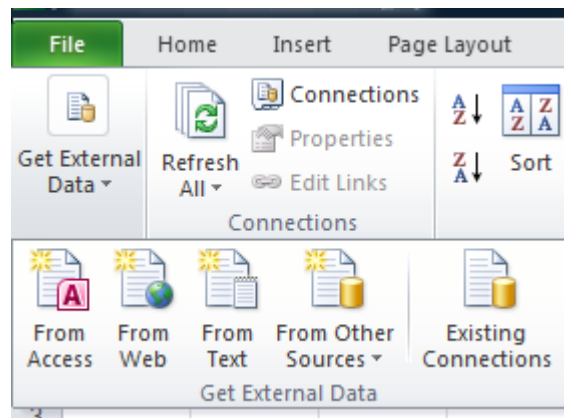 File Home Insert Page Layout
Get External
Data
Refresh
All
Connections
Properties
Edit Links
Connections
A
Z
Z
A
A Z
Z A
Sort
From
Access
From
Web
From
Text
From Other
Sources
Existing
Connections
Get External Data
3